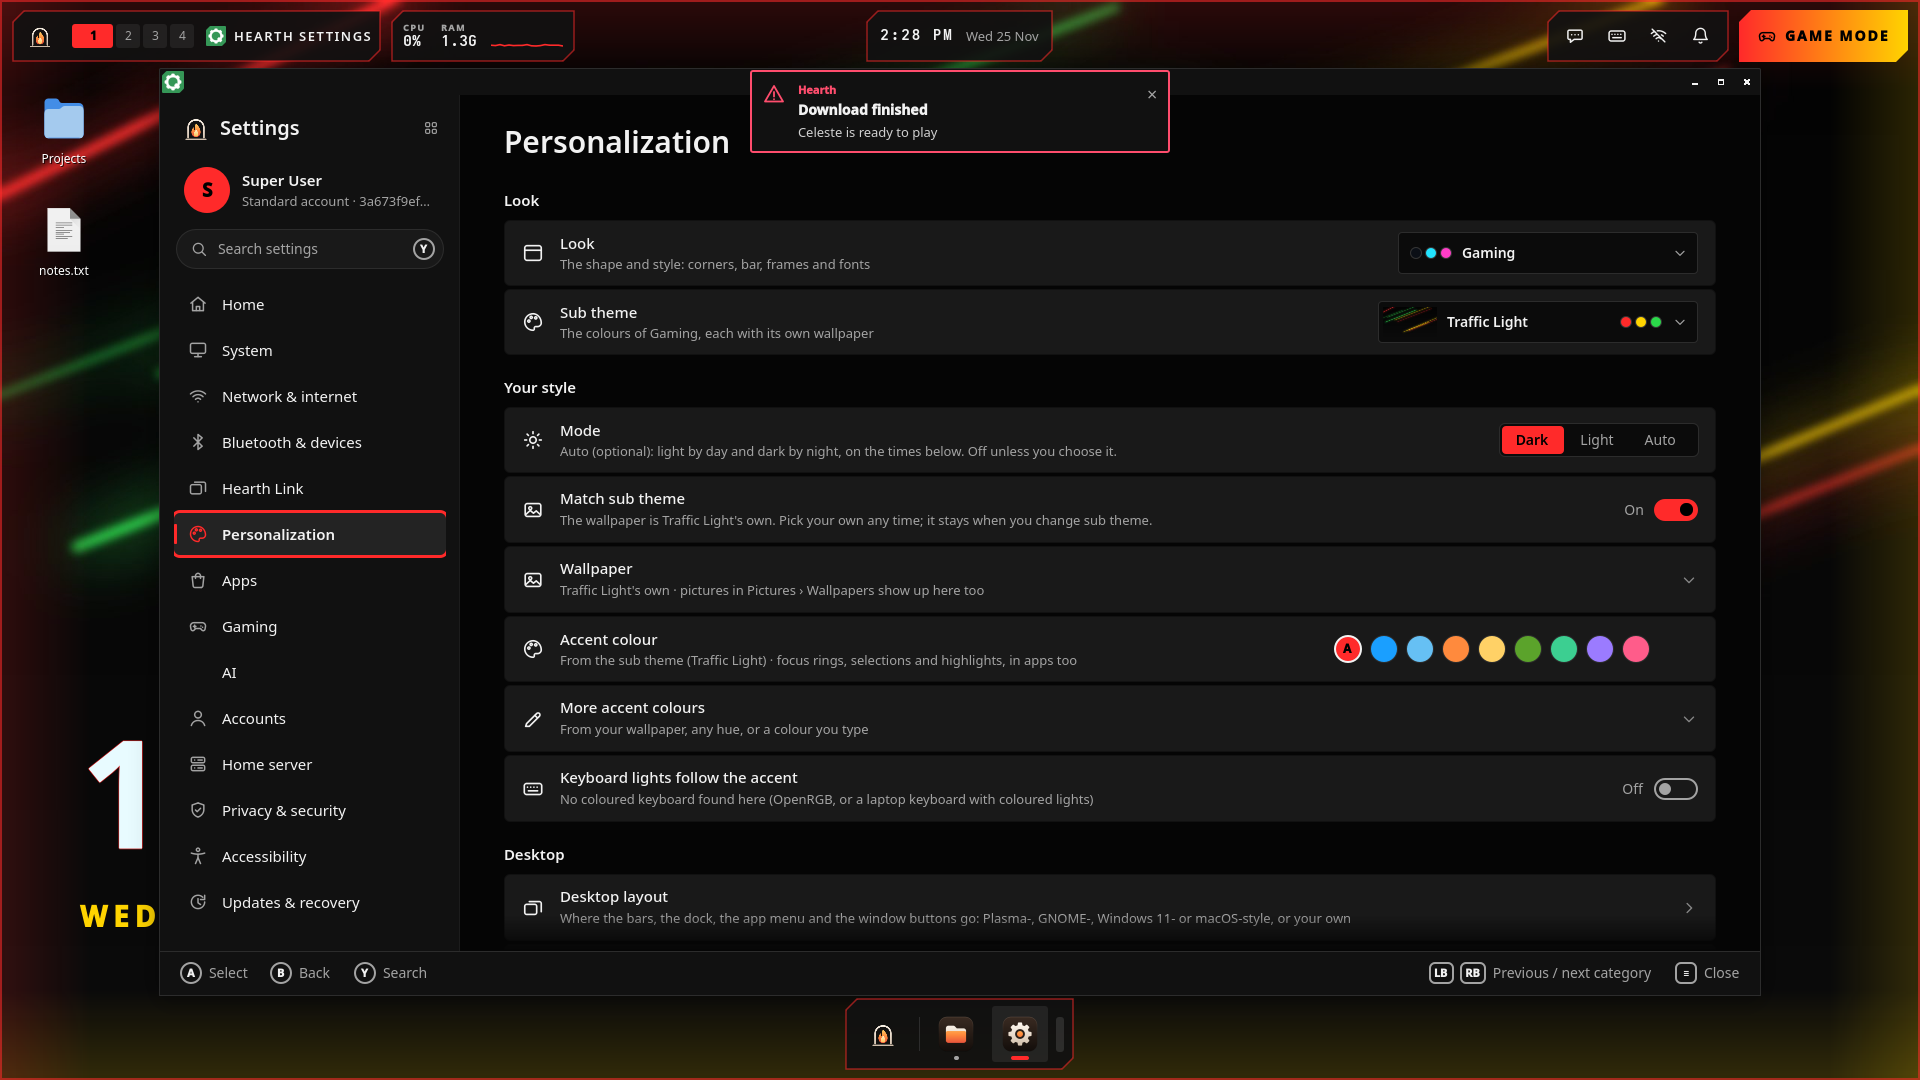 1 2 3 4 HEARTH SETTINGS
CPU RAM
0% 1.3G
2:28 PM Wed 25 Nov
GAME MODE
Projects
notes.txt
Hearth
Download finished
Celeste is ready to play
Settings
S
Super User
Standard account · 3a673f9ef...
Search settings Y
Home
System
Network & internet
Bluetooth & devices
Hearth Link
Personalization
Apps
Gaming
AI
Accounts
Home server
Privacy & security
Accessibility
Updates & recovery
Personalization
Look
Look
The shape and style: corners, bar, frames and fonts
Gaming
Sub theme
The colours of Gaming, each with its own wallpaper
Traffic Light
Your style
Mode
Auto (optional): light by day and dark by night, on the times below. Off unless you choose it.
Dark Light Auto
Match sub theme
The wallpaper is Traffic Light's own. Pick your own any time; it stays when you change sub theme.
On
Wallpaper
Traffic Light's own · pictures in Pictures › Wallpapers show up here too
Accent colour
From the sub theme (Traffic Light) · focus rings, selections and highlights, in apps too
A
More accent colours
From your wallpaper, any hue, or a colour you type
Keyboard lights follow the accent
No coloured keyboard found here (OpenRGB, or a laptop keyboard with coloured lights)
Off
Desktop
Desktop layout
Where the bars, the dock, the app menu and the window buttons go: Plasma-, GNOME-, Windows 11- or macOS-style, or your own
1
WED
A Select B Back Y Search
LB RB Previous / next category ≡ Close